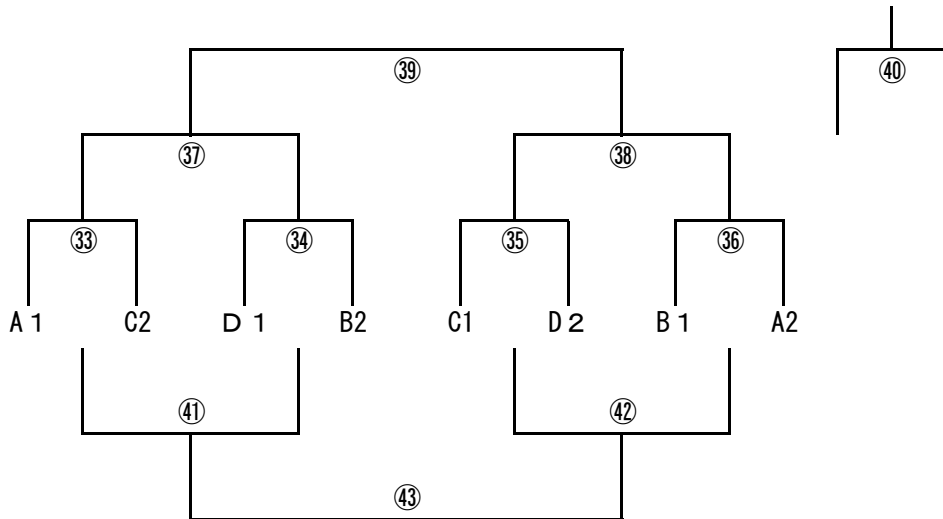 ㊴ ㊵
㊲ ㊳
㉝ ㉞ ㉟ ㊱
A１ C2 Ｄ１ B2 C1 D２ B１ A2
㊶ ㊷
㊸